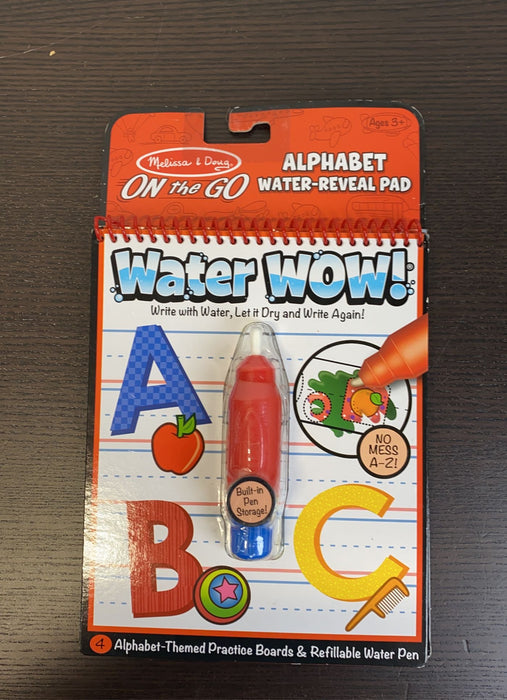 Ages 3+
Melissa & Doug
ON the GO
ALPHABET
WATER-REVEAL PAD
Water WOW!®
Write with Water, Let it Dry and Write Again!
A
NO
MESS
A-Z!
Built-in
Pen
Storage!
B
C
4 Alphabet-Themed Practice Boards & Refillable Water Pen